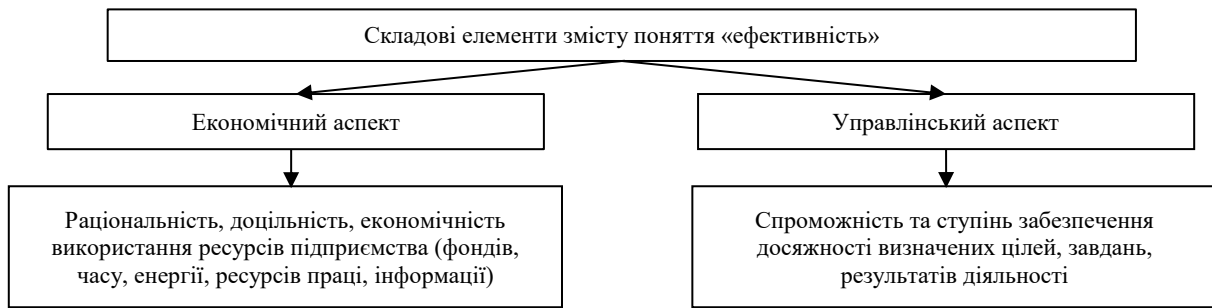 Складові елементи змісту поняття «ефективність»
Економічний аспект
Управлінський аспект
Раціональність, доцільність, економічність
використання ресурсів підприємства (фондів,
часу, енергії, ресурсів праці, інформації)
Спроможність та ступінь забезпечення
досяжності визначених цілей, завдань,
результатів діяльності